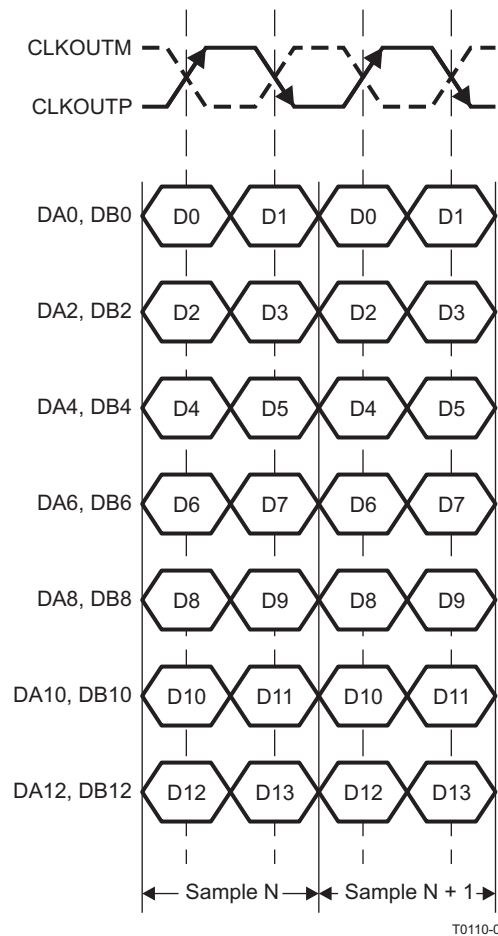 CLKOUTM
CLKOUTP
DA0, DB0 D0 D1 D0 D1
DA2, DB2 D2 D3 D2 D3
DA4, DB4 D4 D5 D4 D5
DA6, DB6 D6 D7 D6 D7
DA8, DB8 D8 D9 D8 D9
DA10, DB10 D10 D11 D10 D11
DA12, DB12 D12 D13 D12 D13
Sample N Sample N + 1